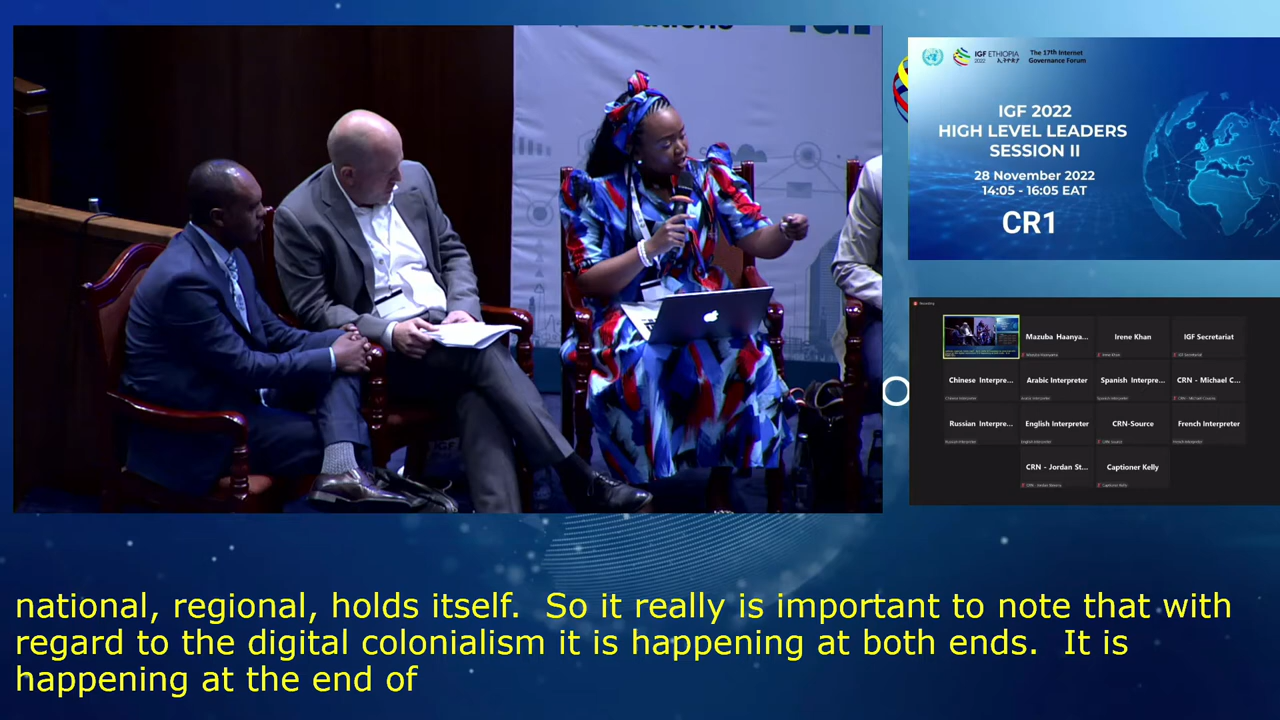 IGF ETHIOPIA
2022 ኢትዮጵያ
The 17th Internet
Governance Forum
IGF 2022
HIGH LEVEL LEADERS
SESSION II
28 November 2022
14:05 - 16:05 EAT
CR1
Recording
Mazuba Haanya... Irene Khan IGF Secretariat
Chinese Interpre... Arabic Interpreter Spanish Interpre... CRN - Michael C...
Russian Interpre... English Interpreter CRN-Source French Interpreter
CRN - Jordan St... Captioner Kelly
national, regional, holds itself. So it really is important to note that with
regard to the digital colonialism it is happening at both ends. It is
happening at the end of